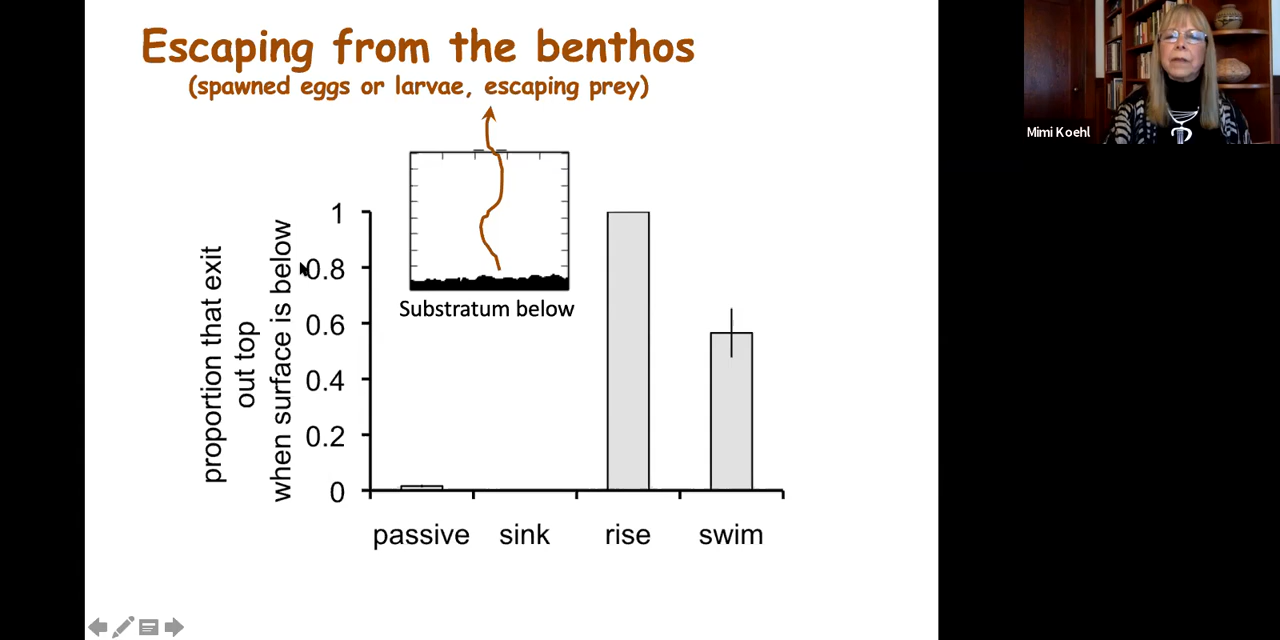 Escaping from the benthos
(spawned eggs or larvae, escaping prey)
Mimi Koehl
proportion that exit
out top
when surface is below
1
0.8
0.6
0.4
0.2
0
Substratum below
passive sink rise swim